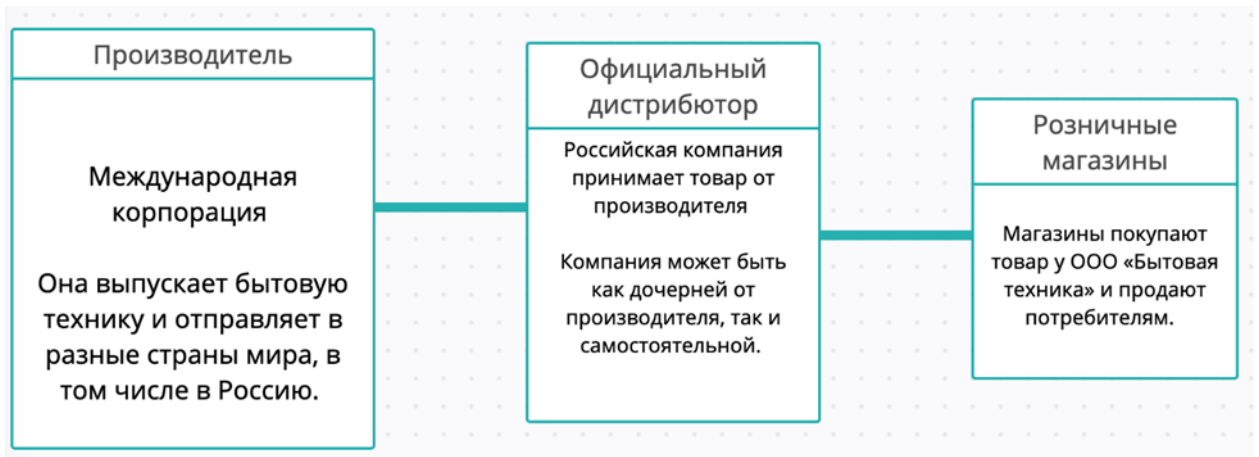 Производитель
Международная
корпорация
Она выпускает бытовую
технику и отправляет в
разные страны мира, в
том числе в Россию.
Официальный
дистрибютор
Российская компания
принимает товар от
производителя
Компания может быть
как дочерней от
производителя, так и
самостоятельной.
Розничные
магазины
Магазины покупают
товар у ООО «Бытовая
техника» и продают
потребителям.